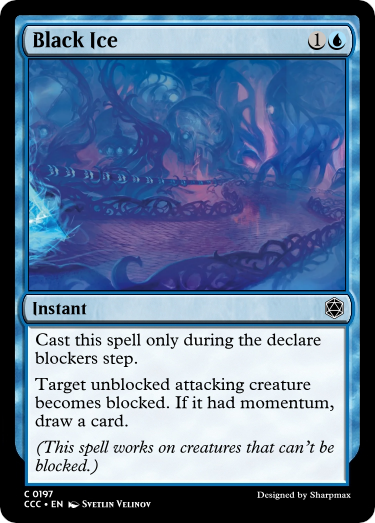 Black Ice
1
Instant
Cast this spell only during the declare
blockers step.
Target unblocked attacking creature
becomes blocked. If it had momentum,
draw a card.
(This spell works on creatures that can't be
blocked.)
C 0197
CCC • EN Svetlin Velinov
Designed by Sharpmax